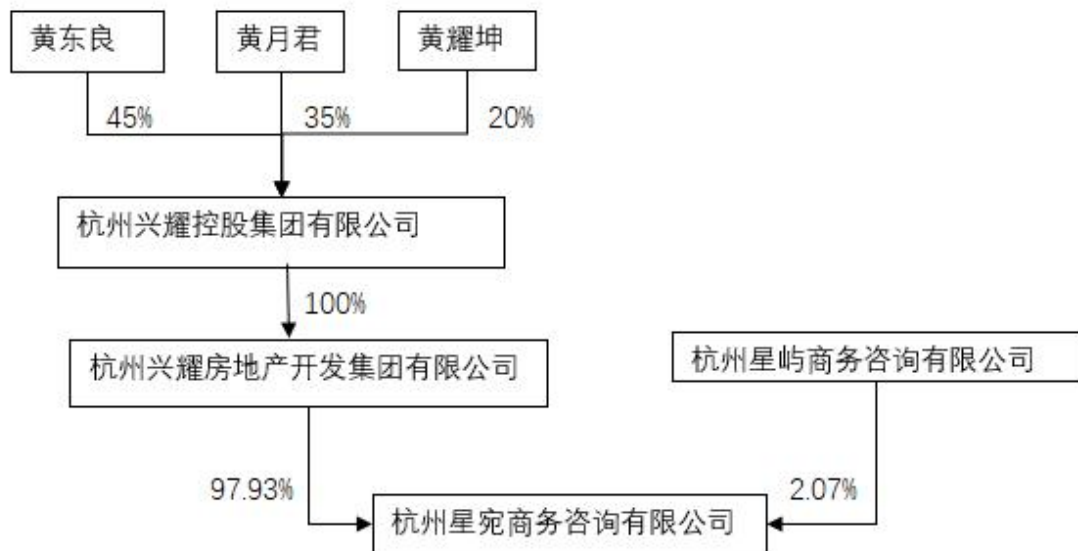 黄东良
黄月君
黄耀坤
45%
35%
20%
杭州兴耀控股集团有限公司
100%
杭州兴耀房地产开发集团有限公司
杭州星屿商务咨询有限公司
97.93%
2.07%
杭州星宛商务咨询有限公司